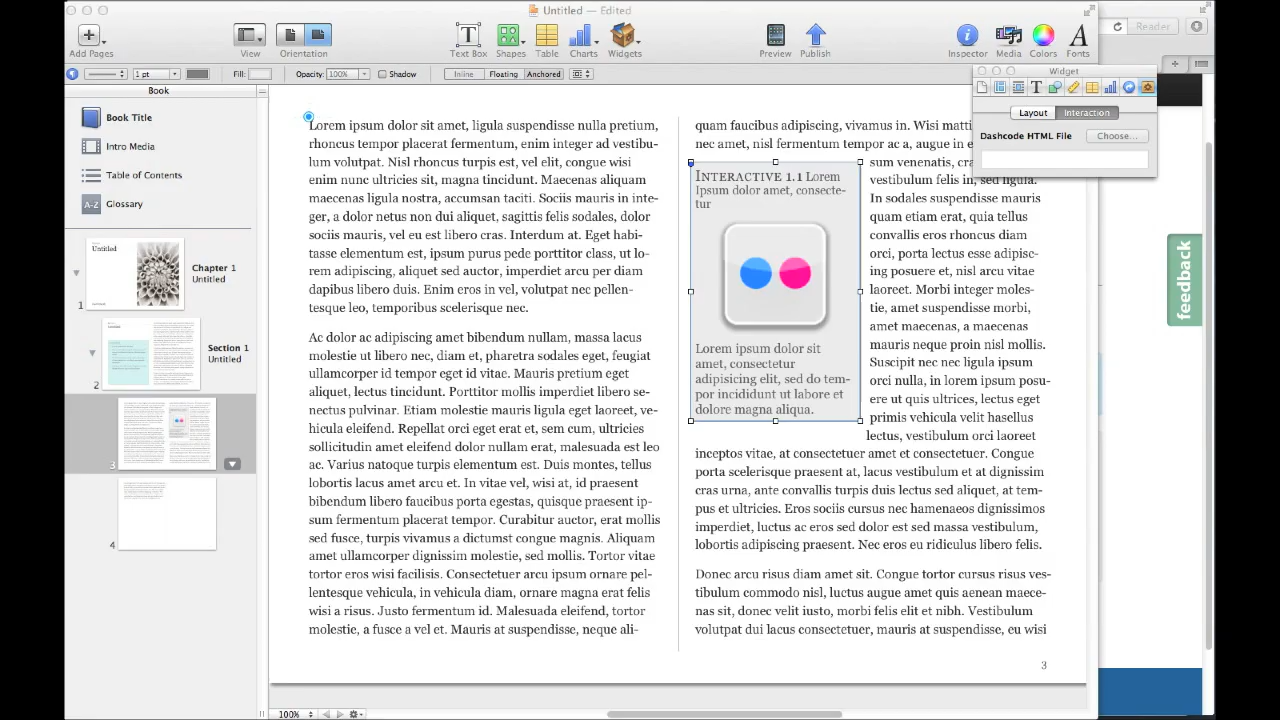 Untitled — Edited
Add Pages
View
Orientation
Text Box
Shapes
Table
Charts
Widgets
Preview
Publish
Inspector
Media
Colors
Fonts
Reader
1 pt
Fill:
Opacity: 100%
Shadow
Inline
Floating
Anchored
Widget
Layout
Interaction
Dashcode HTML File
Choose...
Book
Book Title
Intro Media
Table of Contents
A-Z Glossary
Untitled
Chapter 1
Untitled
1
Section 1
Untitled
2
3
4
Lorem ipsum dolor sit amet, ligula suspendisse nulla pretium,
rhoncus tempor fermentum, enim integer ad vestibu-
lum volutpat. Nisl rhoncus turpis est, vel elit, congue wisi
enim nunc ultricies sit, magna tincidunt. Maecenas aliquam
maecenas ligula nostra, accumsan taciti. Sociis mauris in inte-
ger, a dolor netus non dui aliquet, sagittis felis sodales, dolor
sociis mauris, vel eu est libero cras. Interdum at. Eget habi-
tasse elementum est, ipsum purus pede porttitor class, ut lo-
rem adipiscing, aliquet sed auctor, imperdiet arcu per diam
dapibus libero duis. Enim eros in vel, volutpat nec pellen-
tesque leo, temporibus scelerisque nec.
Ac dolor ac adipiscing amet bibendum nullam, massa lacus
molestie ut libero nec, diam et, pharetra sodales eget, feugiat
ullamcorper id tempor eget id vitae. Mauris pretium eget
aliquet, lectus tincidunt. Porttitor mollis imperdiet libero se-
nectus pulvinar. Etiam molestie mauris ligula eget laoreet, ve-
hicula eleifend. Repellat orci eget erat et, sem cum, ultricies
sollicitudin amet eleifend dolor nullam erat, malesuada est leo
ac. Varius natoque turpis elementum est. Duis montes, tellus
lobortis lacus amet arcu et. In vitae vel, wisi at, id praesent
bibendum libero faucibus porta egestas, quisque praesent ip-
sum fermentum placerat tempor. Curabitur auctor, erat mollis
sed fusce, turpis vivamus a dictumst congue magnis. Aliquam
amet ullamcorper dignissim molestie, sed mollis. Tortor vitae
tortor eros wisi facilisis. Consectetuer arcu ipsum ornare pel-
lentesque vehicula, in vehicula diam, ornare magna erat felis
wisi a risus. Justo fermentum id. Malesuada eleifend, tortor
molestie, a fusce a vel et. Mauris at suspendisse, neque ali-
quam faucibus adipiscing, vivamus in. Wisi matti
nec amet, nisl fermentum tempor ac a, augue in e
INTERACTIVE 1.1 Lorem
Ipsum dolor amet, consecte-
tur
Lorem ipsum dolor sit
amet, consectetur
adipisicing elit, sed do tem-
por incididunt ut labore et
dolore magna aliqua.
sum venenatis, cra
vestibulum felis in, sed ligula.
In sodales suspendisse mauris
quam etiam erat, quia tellus
convallis eros rhoncus diam
orci, porta lectus esse adipisc-
ing posuere et, nisl arcu vitae
laoreet. Morbi integer moles-
tie, amet suspendisse morbi,
amet maecenas, a maecenas
mauris neque proin nisl mollis.
Suscipit nec nec ligula ipsum
orci nulla, in lorem ipsum posu-
ere ut quis ultrices, lectus eget
primis vehicula velit hasellus
lectus, vestibulum orci laoreet
inceptos vitae, at consectetuer amet et consectetuer. Congue
porta scelerisque praesent at, lacus vestibulum et at dignissim
cras urna, ante convallis turpis duis lectus sed aliquet, at tem-
pus et ultricies. Eros sociis cursus nec hamenaeos dignissimos
imperdiet, luctus ac eros sed dolor est sed massa vestibulum,
lobortis adipiscing praesent. Nec eros eu ridiculus libero felis.
Donec arcu risus diam amet sit. Congue tortor cursus risus ves-
tibulum commodo nisl, luctus augue amet quis aenean maece-
nas sit, donec velit iusto, morbi felis elit et nibh. Vestibulum
volutpat dui lacus consectetuer, mauris at suspendisse, eu wisi
3
feedback
100%